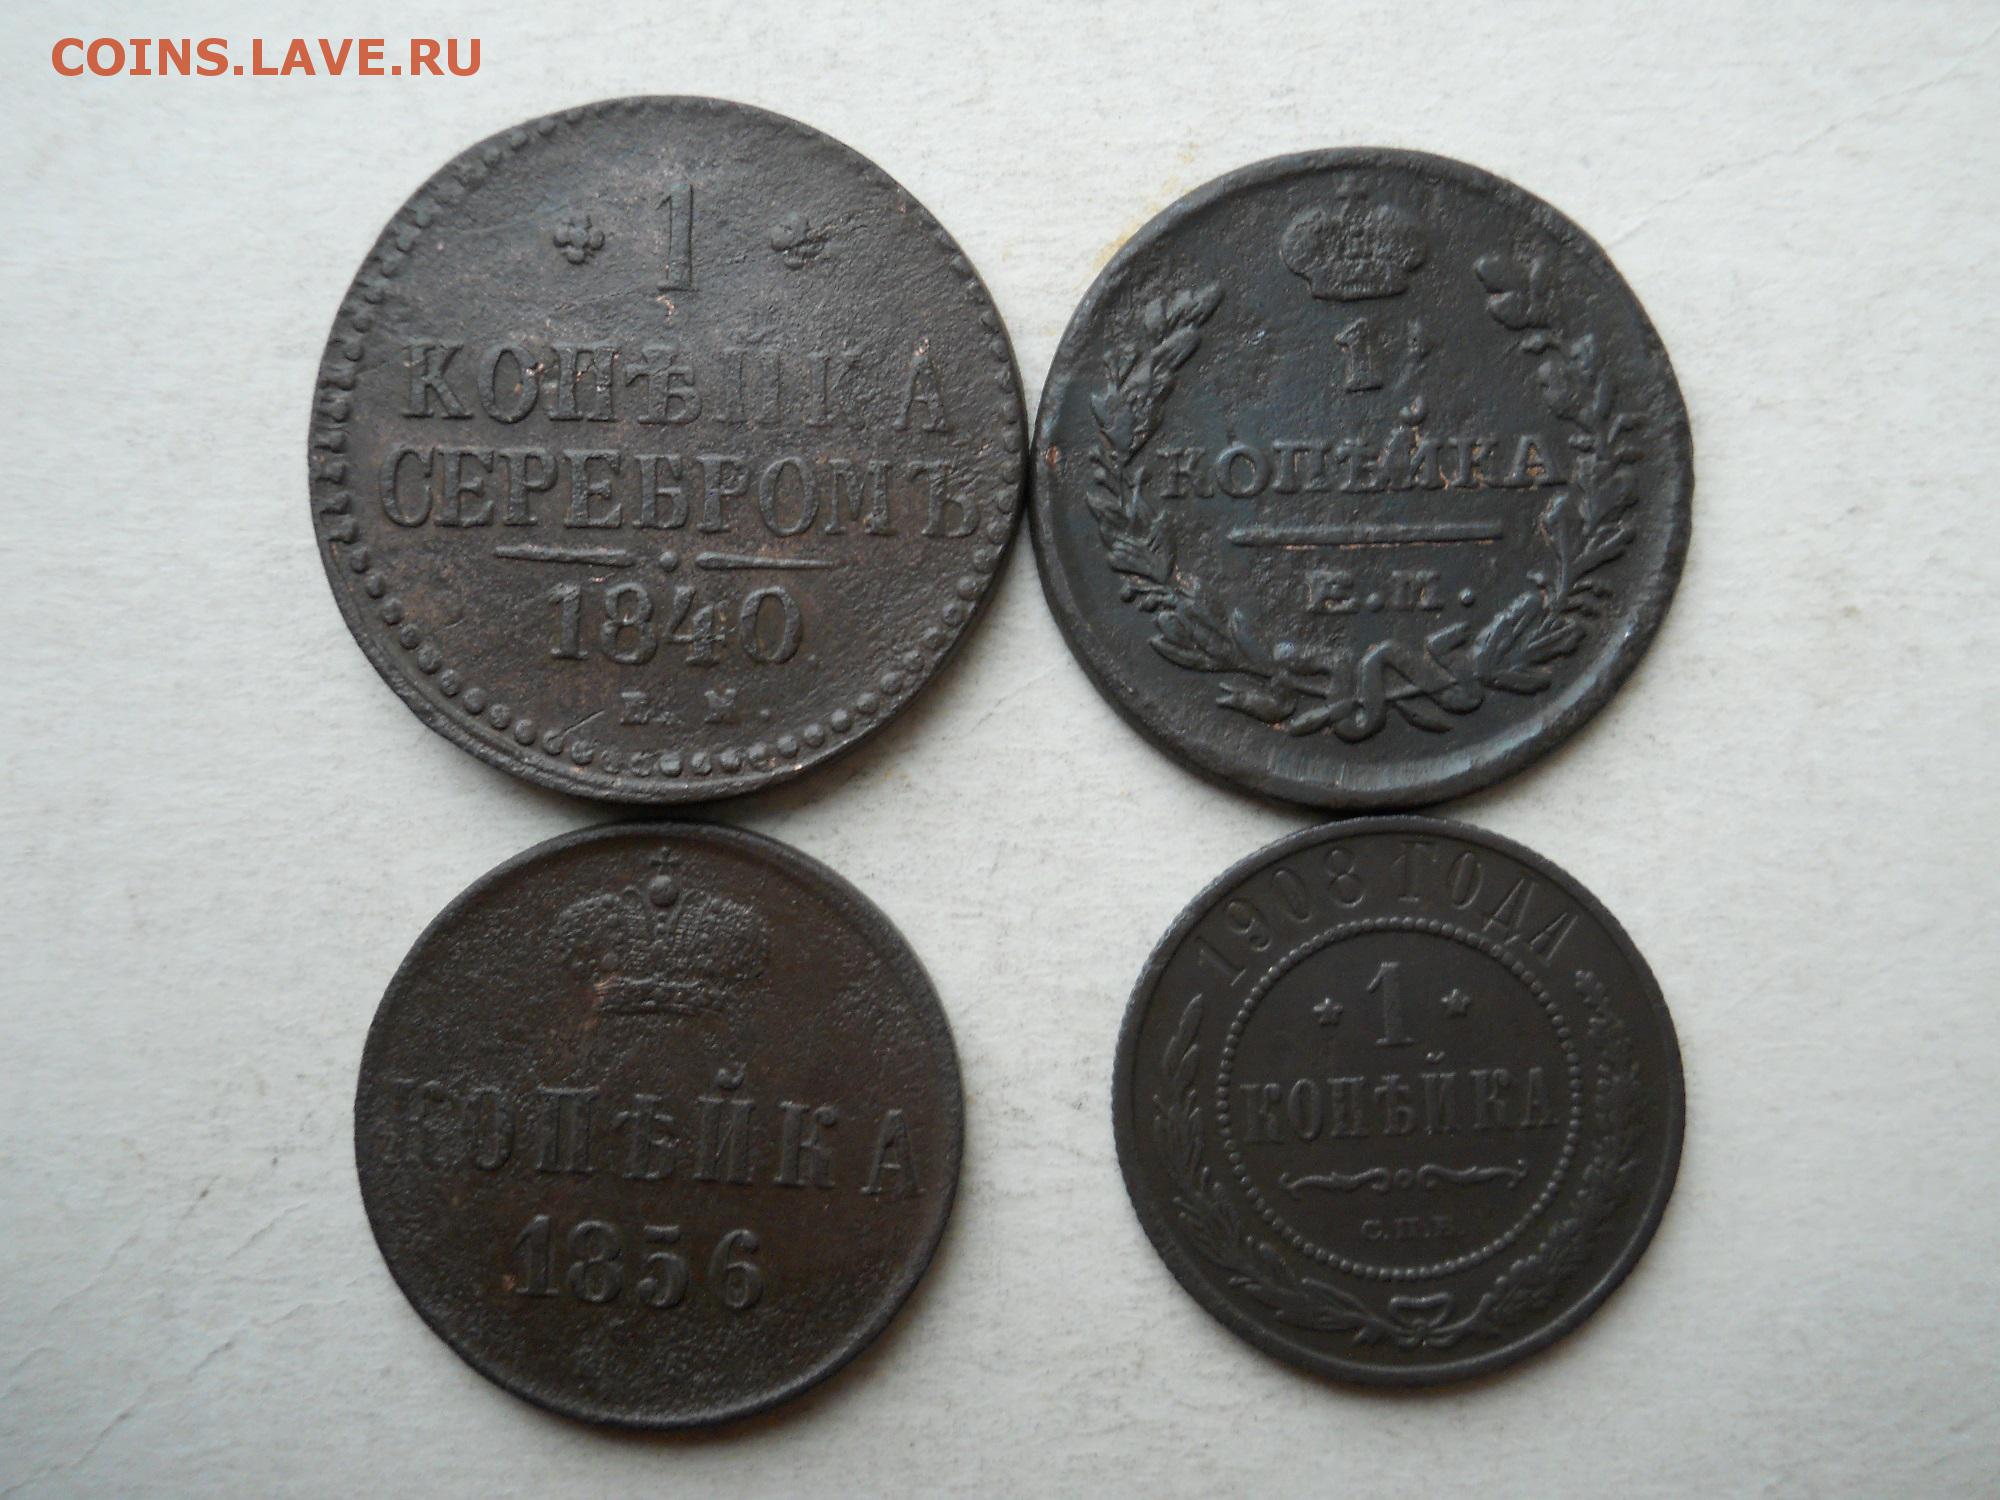 COINS.LAVE.RU
1
КОПѢЙКА
СЕРЕБРОМЪ
1840
Е.М.
1
КОПѢЙКА
Е.М.
КОПѢЙКА
1856
1908 ГОДА
1
КОПѢЙКА
С.П.Б.